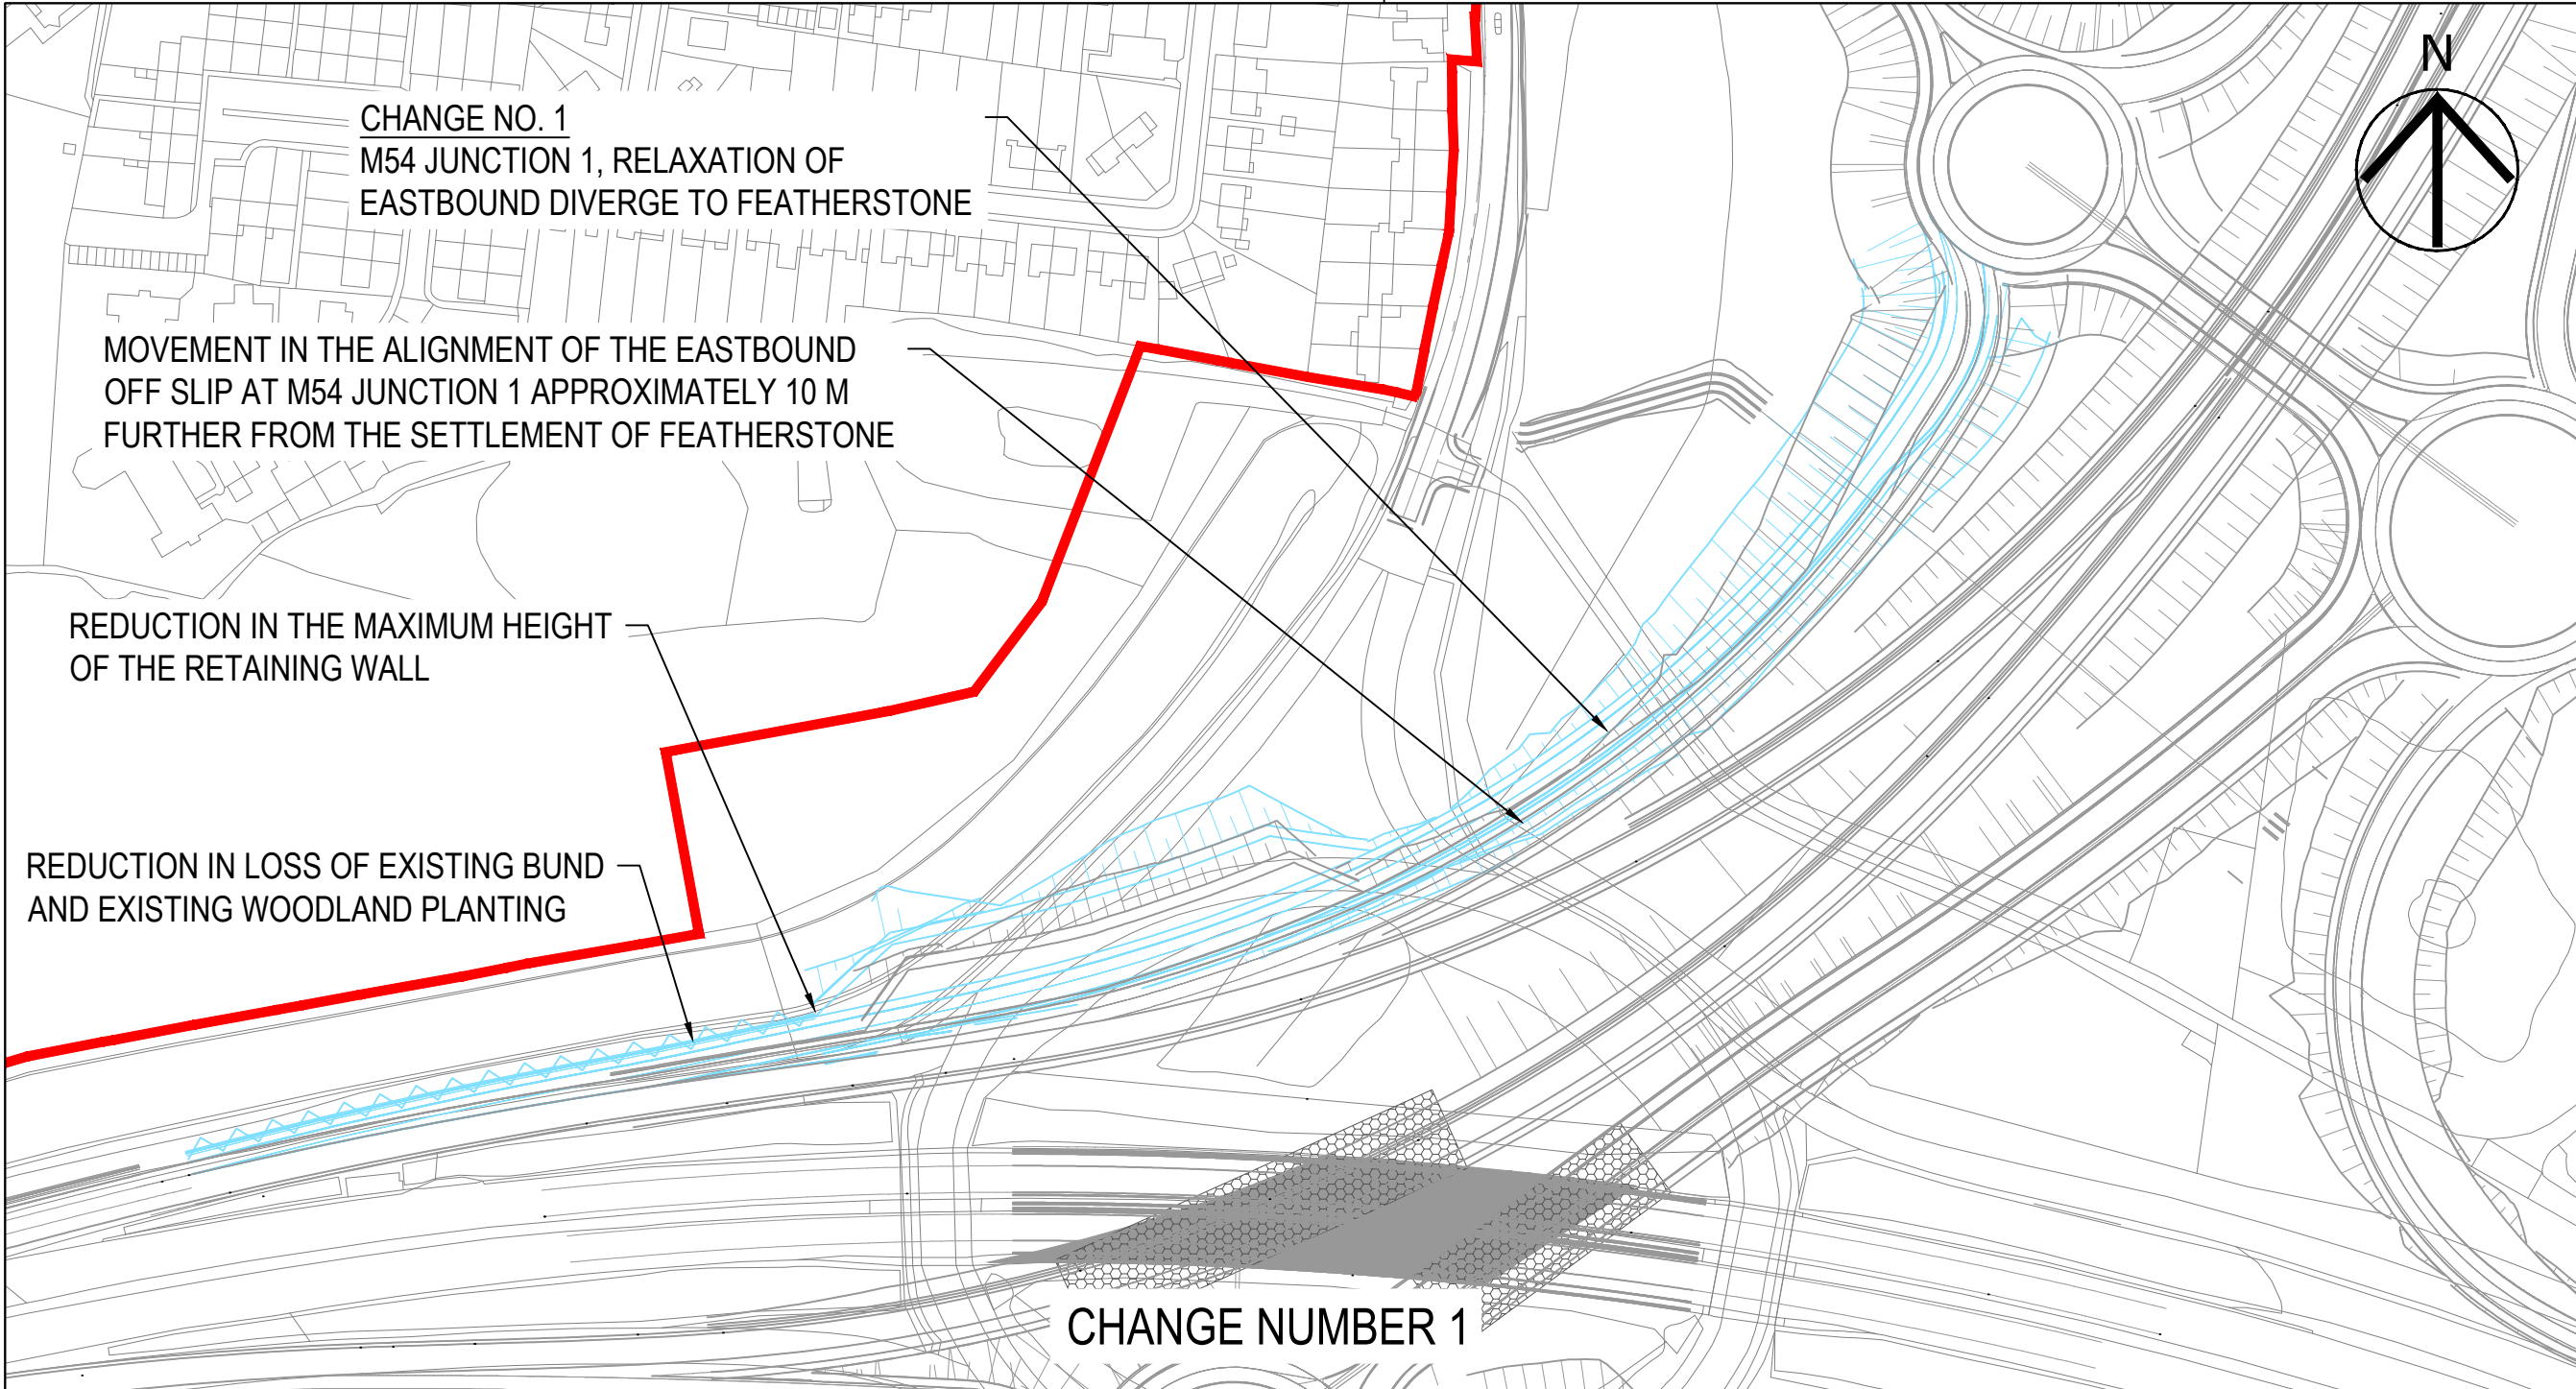 N
CHANGE NO. 1
M54 JUNCTION 1, RELAXATION OF
EASTBOUND DIVERGE TO FEATHERSTONE
MOVEMENT IN THE ALIGNMENT OF THE EASTBOUND
OFF SLIP AT M54 JUNCTION 1 APPROXIMATELY 10 M
FURTHER FROM THE SETTLEMENT OF FEATHERSTONE
REDUCTION IN THE MAXIMUM HEIGHT
OF THE RETAINING WALL
REDUCTION IN LOSS OF EXISTING BUND
AND EXISTING WOODLAND PLANTING
CHANGE NUMBER 1